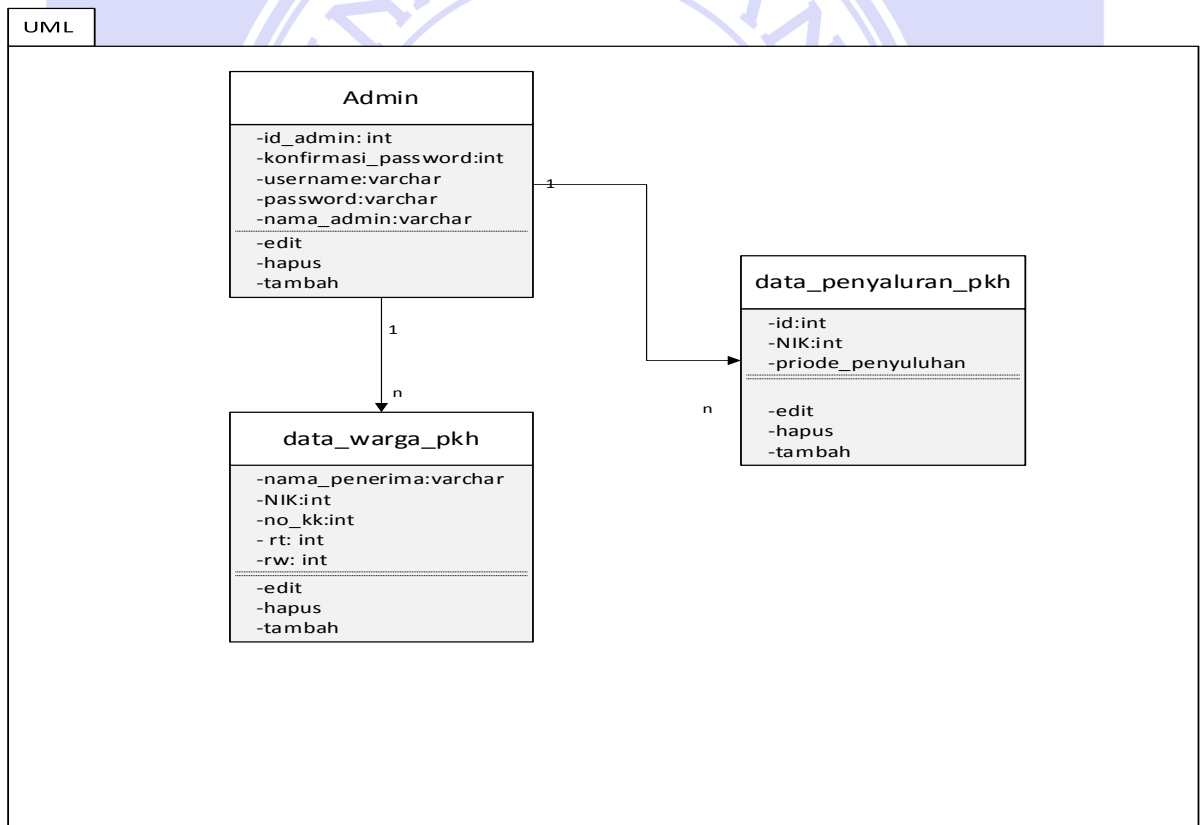 UML
Admin
-id_admin: int
-konfirmasi_password:int
-username:varchar
-password:varchar
-nama_admin:varchar
-edit
-hapus
-tambah
1
1
n
data_penyaluran_pkh
-id:int
-NIK:int
-priode_penyuluhan
-edit
-hapus
-tambah
n
data_warga_pkh
-nama_penerima:varchar
-NIK:int
-no_kk:int
- rt: int
-rw: int
-edit
-hapus
-tambah